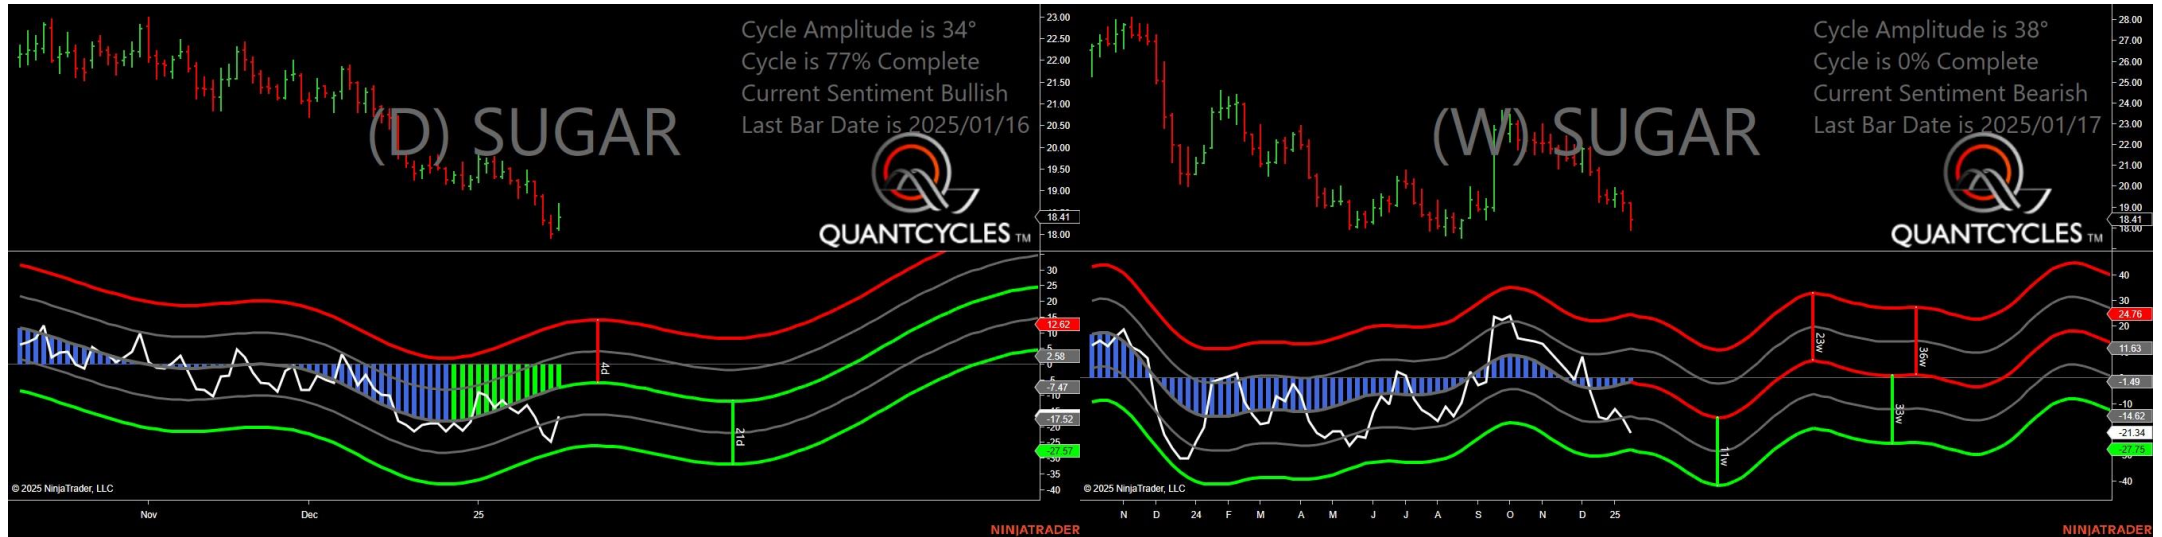 Cycle Amplitude is 34°
Cycle is 77% Complete
Current Sentiment Bullish
Last Bar Date is 2025/01/16
(D) SUGAR
QUANTCYCLES TM
23.00
22.50
22.00
21.50
21.00
20.50
20.00
19.50
19.00
18.41
18.00
30
25
20
15
12.62
10
5
2.58
0
-7.47
-10
-17.52
-20
-25
-27.57
-30
-35
-40
4d
21d
© 2025 NinjaTrader, LLC
Nov
Dec
25
NINJATRADER
Cycle Amplitude is 38°
Cycle is 0% Complete
Current Sentiment Bearish
Last Bar Date is 2025/01/17
(W) SUGAR
QUANTCYCLES TM
28.00
27.00
26.00
25.00
24.00
23.00
22.00
21.00
20.00
19.00
18.41
18.00
40
30
24.76
20
11.63
-1.49
-10
-14.62
-21.34
-27.75
-40
23w
36w
33w
11w
© 2025 NinjaTrader, LLC
N D 24 F M A M J J A S O N D 25
NINJATRADER